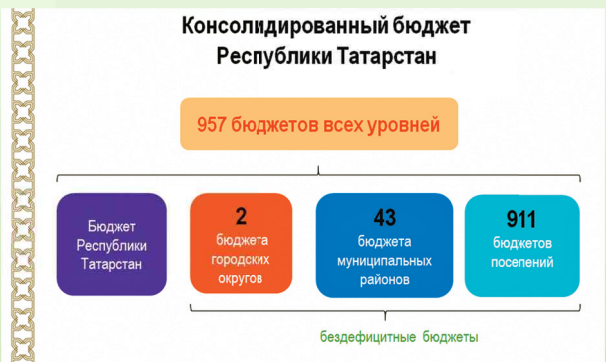 Консолидированный бюджет
Республики Татарстан
957 бюджетов всех уровней
Бюджет
Республики
Татарстан
2
бюджета
городских
округов
43
бюджета
муниципальных
районов
911
бюджетов
посепений
бездефицитные бюджеты